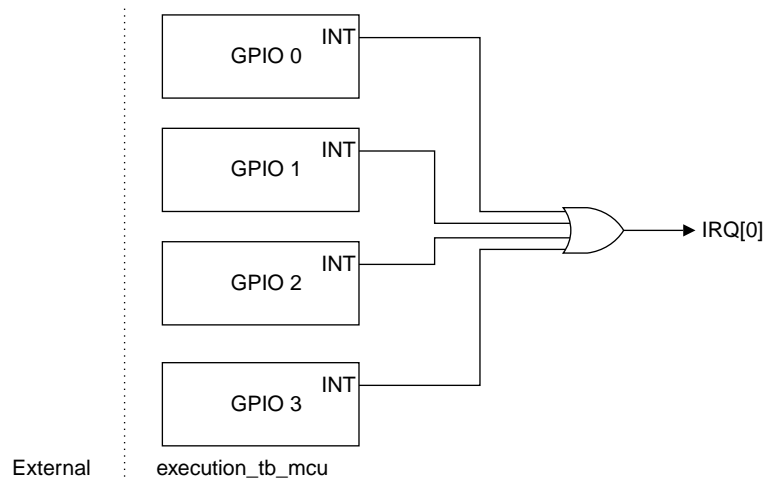 INT
GPIO 0
INT
GPIO 1
IRQ[0]
INT
GPIO 2
INT
GPIO 3
External
execution_tb_mcu